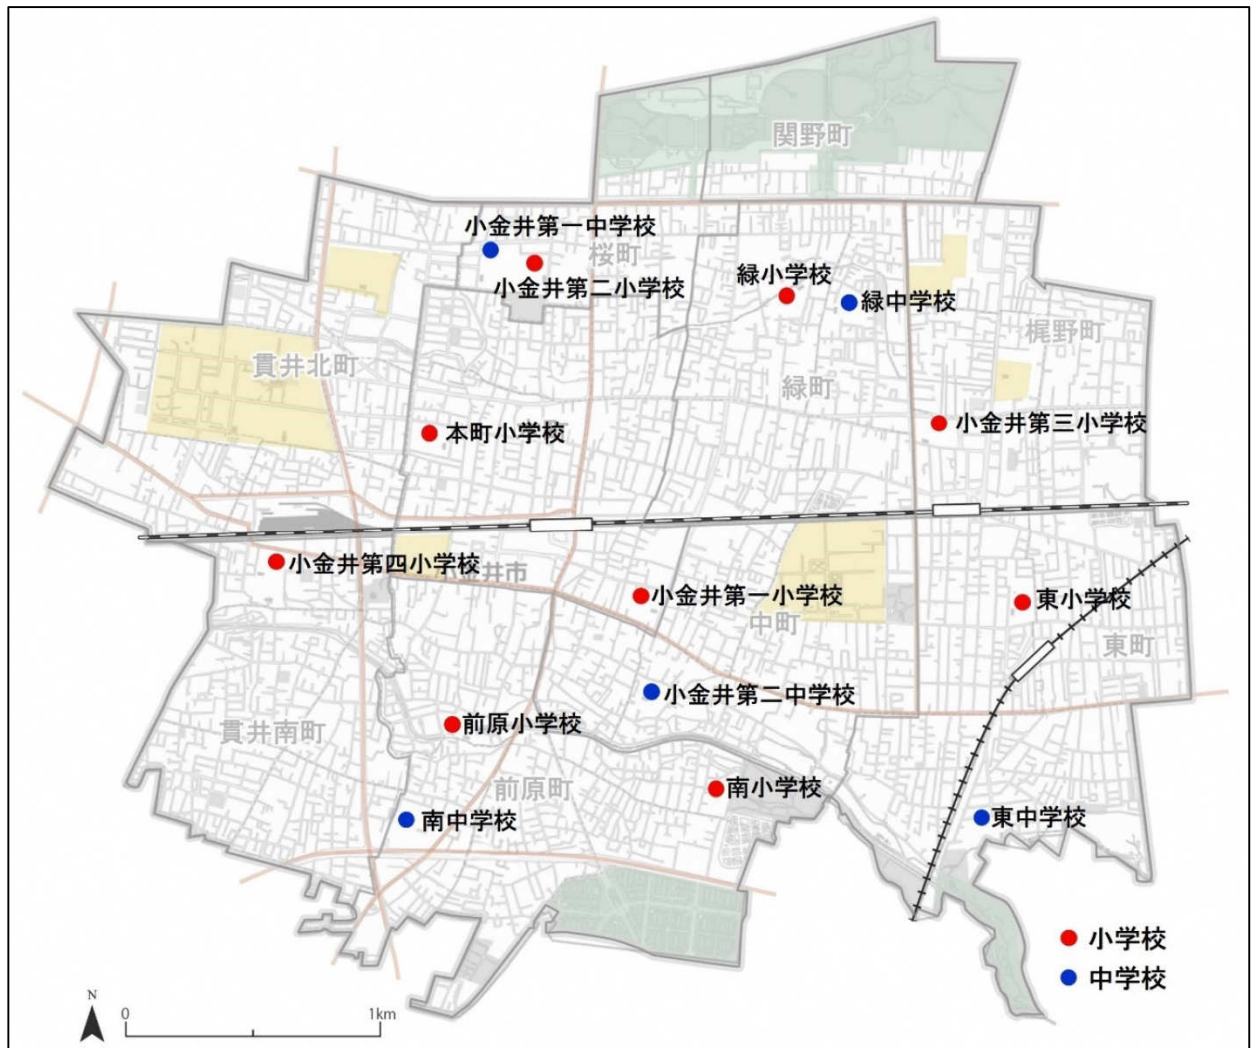 関野町
小金井第一中学校
桜町
小金井第二小学校
緑小学校
緑中学校
梶野町
貫井北町
緑町
小金井第三小学校
本町小学校
小金井第四小学校
金井市
小金井第一小学校
東小学校
中町
東町
小金井第二中学校
前原小学校
貫井南町
前原町
南小学校
南中学校
東中学校
小学校
中学校
N
0
1km